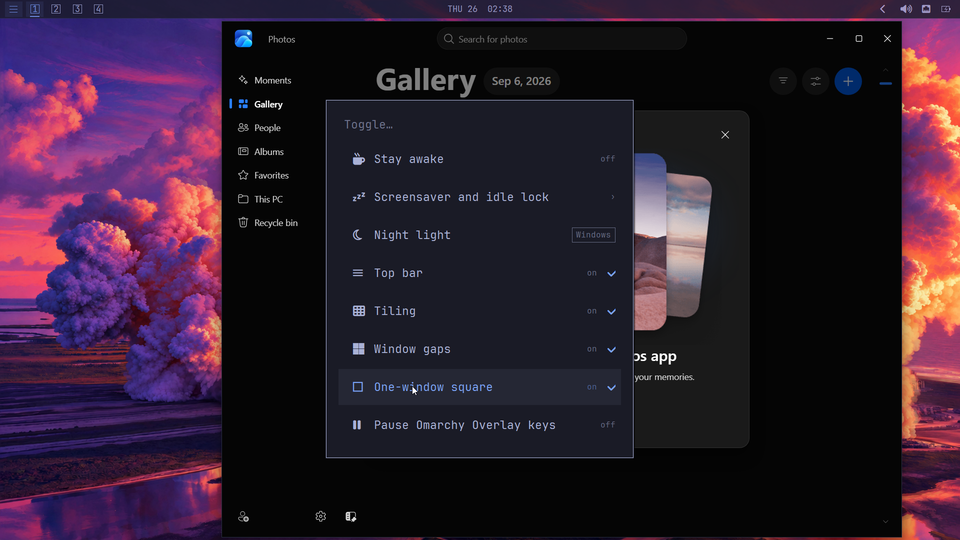 1 2 3 4
THU 26 02:38
Photos
Search for photos
Moments
Gallery
People
Albums
Favorites
This PC
Recycle bin
Gallery
Sep 6, 2026
Toggle…
Stay awake off
Screensaver and idle lock
Night light Windows
Top bar on
Tiling on
Window gaps on
One-window square on
Pause Omarchy Overlay keys off
os app
your memories.